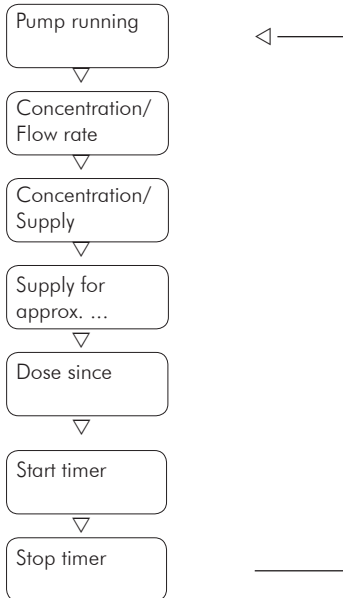 Pump running
Concentration/
Flow rate
Concentration/
Supply
Supply for
approx. ...
Dose since
Start timer
Stop timer